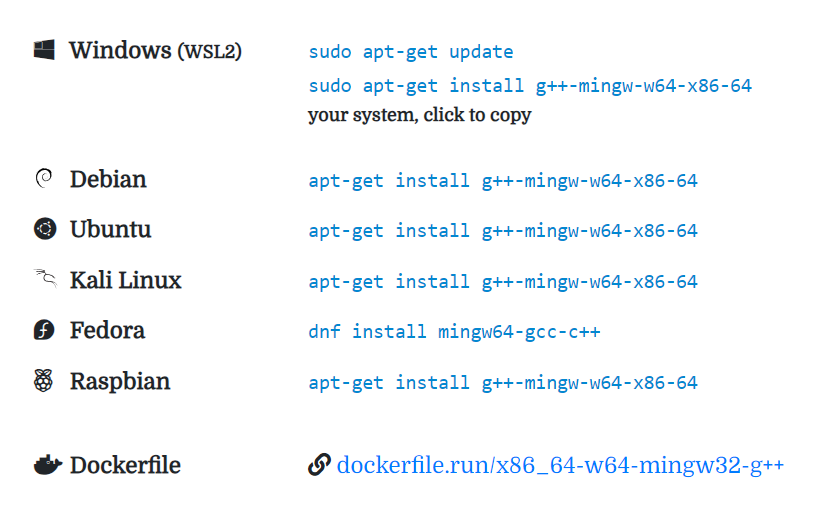 Windows (WSL2) sudo apt-get update
sudo apt-get install g++-mingw-w64-x86-64
your system, click to copy
Debian apt-get install g++-mingw-w64-x86-64
Ubuntu apt-get install g++-mingw-w64-x86-64
Kali Linux apt-get install g++-mingw-w64-x86-64
Fedora dnf install mingw64-gcc-c++
Raspbian apt-get install g++-mingw-w64-x86-64
Dockerfile dockerfile.run/x86_64-w64-mingw32-g++